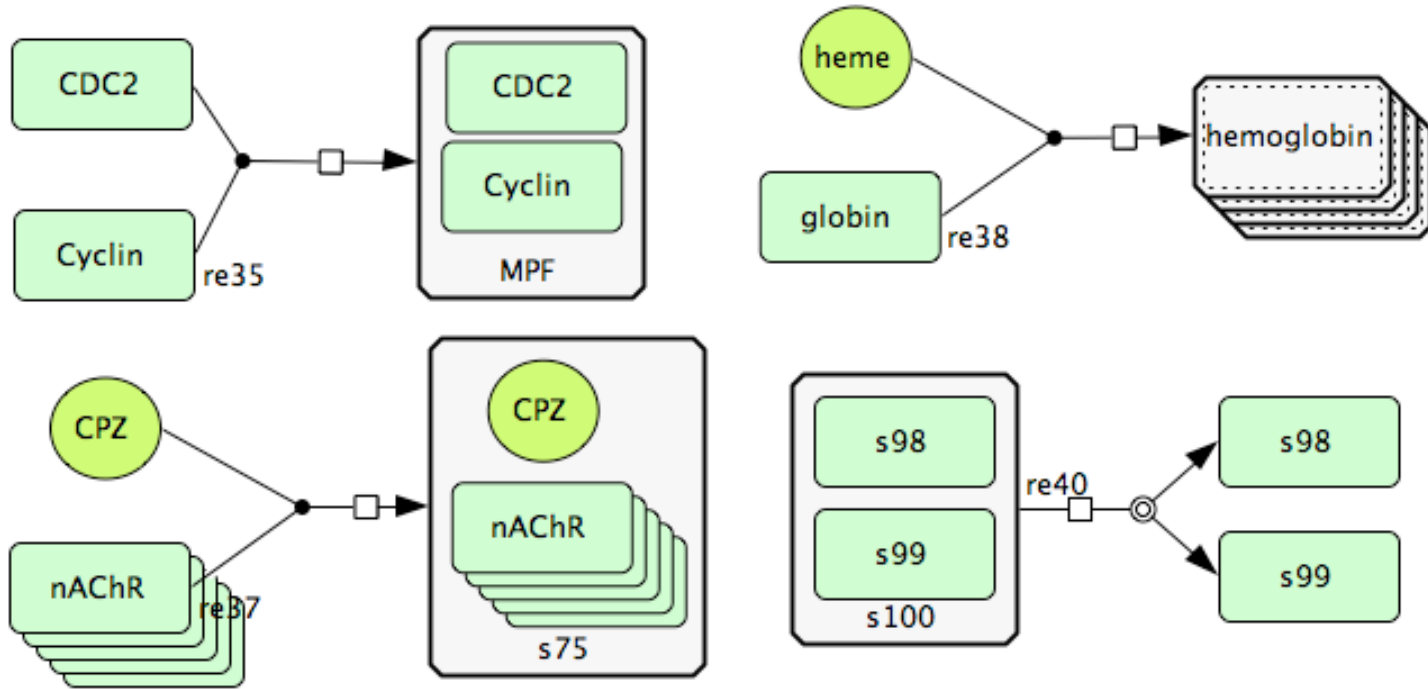 CDC2
Cyclin
re35
CDC2
Cyclin
MPF
heme
globin
re38
hemoglobin
CPZ
nAChR
re37
CPZ
nAChR
s75
s98
s99
s100
re40
s98
s99